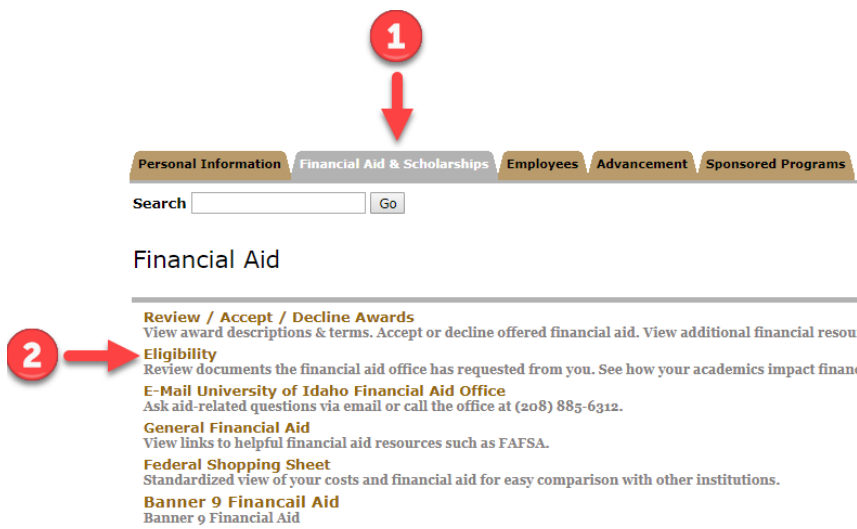 1
Personal Information Financial Aid & Scholarships Employees Advancement Sponsored Programs
Search Go
Financial Aid
Review / Accept / Decline Awards
View award descriptions & terms. Accept or decline offered financial aid. View additional financial
2
Eligibility
Review documents the financial aid office has requested from you. See how your academics impact
E-Mail University of Idaho Financial Aid Office
Ask aid-related questions via email or call the office at (208) 885-6312.
General Financial Aid
View links to helpful financial aid resources such as FAFSA.
Federal Shopping Sheet
Standardized view of your costs and financial aid for easy comparison with other institutions.
Banner 9 Financail Aid
Banner 9 Financial Aid